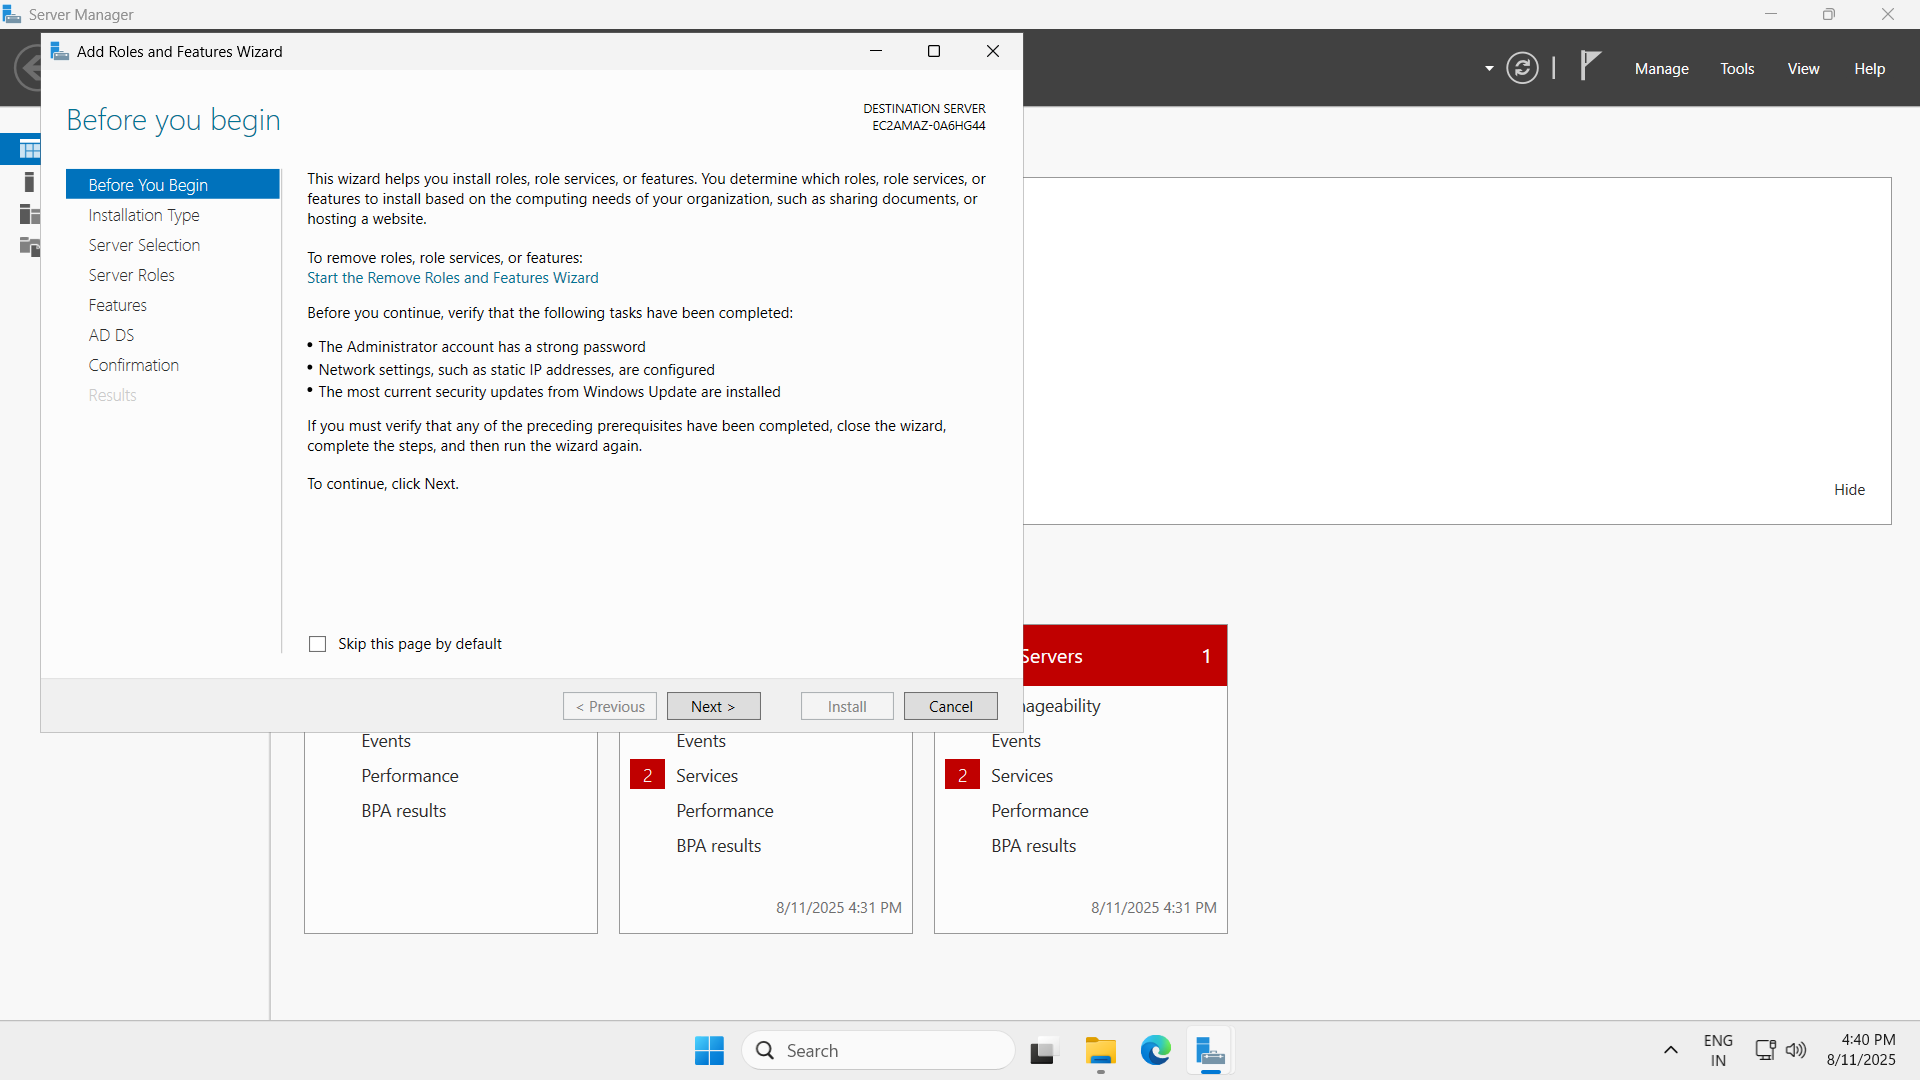 Server Manager
Add Roles and Features Wizard
Manage
Tools
View
Help
Before you begin
DESTINATION SERVER
EC2AMAZ-0A6HG44
Before You Begin
Installation Type
Server Selection
Server Roles
Features
AD DS
Confirmation
Results
This wizard helps you install roles, role services, or features. You determine which roles, role services, or
features to install based on the computing needs of your organization, such as sharing documents, or
hosting a website.
To remove roles, role services, or features:
Start the Remove Roles and Features Wizard
Before you continue, verify that the following tasks have been completed:
• The Administrator account has a strong password
• Network settings, such as static IP addresses, are configured
• The most current security updates from Windows Update are installed
If you must verify that any of the preceding prerequisites have been completed, close the wizard,
complete the steps, and then run the wizard again.
To continue, click Next.
Skip this page by default
< Previous
Next >
Install
Cancel
Hide
Servers 1
nageability
Events
Performance
BPA results
Events
2 Services
Performance
BPA results
8/11/2025 4:31 PM
Events
2 Services
Performance
BPA results
8/11/2025 4:31 PM
Search
ENG
IN
4:40 PM
8/11/2025